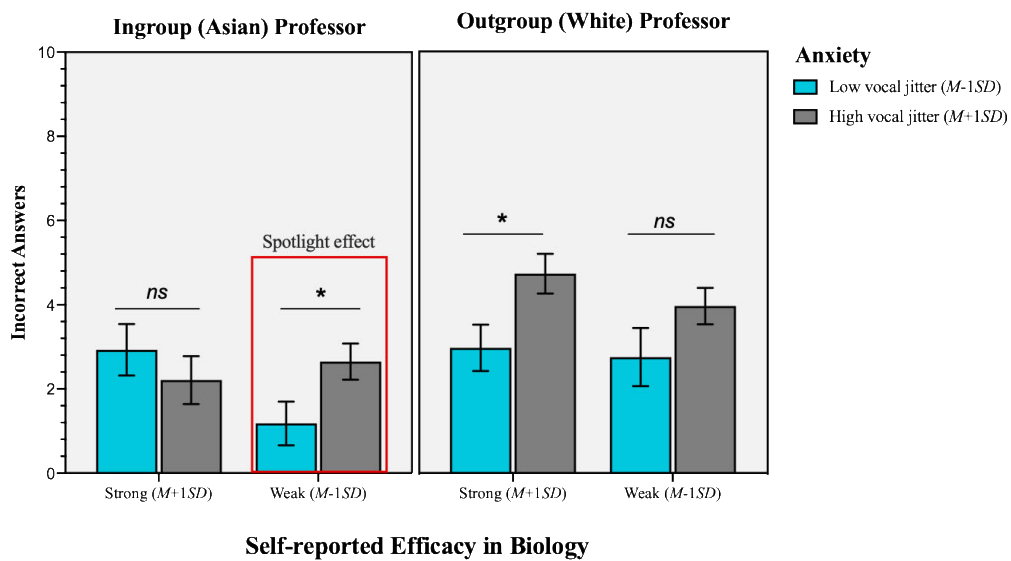 Ingroup (Asian) Professor
Outgroup (White) Professor
Anxiety
Low vocal jitter (M-1SD)
High vocal jitter (M+1SD)
Incorrect Answers
10
8
6
4
2
0
ns
Spotlight effect
*
*
ns
Strong (M+1SD)
Weak (M-1SD)
Strong (M+1SD)
Weak (M-1SD)
Self-reported Efficacy in Biology